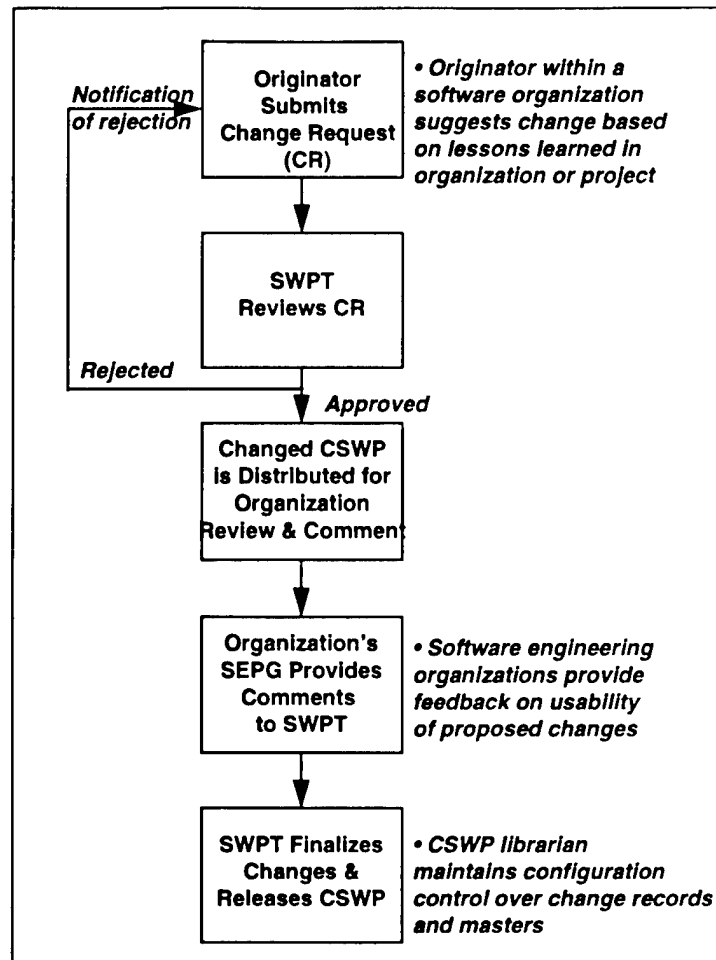 Notification
of rejection
Originator
Submits
Change Request
(CR)
• Originator within a
software organization
suggests change based
on lessons learned in
organization or project
SWPT
Reviews CR
Rejected
Approved
Changed CSWP
is Distributed for
Organization
Review & Comment
Organization's
SEPG Provides
Comments
to SWPT
• Software engineering
organizations provide
feedback on usability
of proposed changes
SWPT Finalizes
Changes &
Releases CSWP
• CSWP librarian
maintains configuration
control over change records
and masters